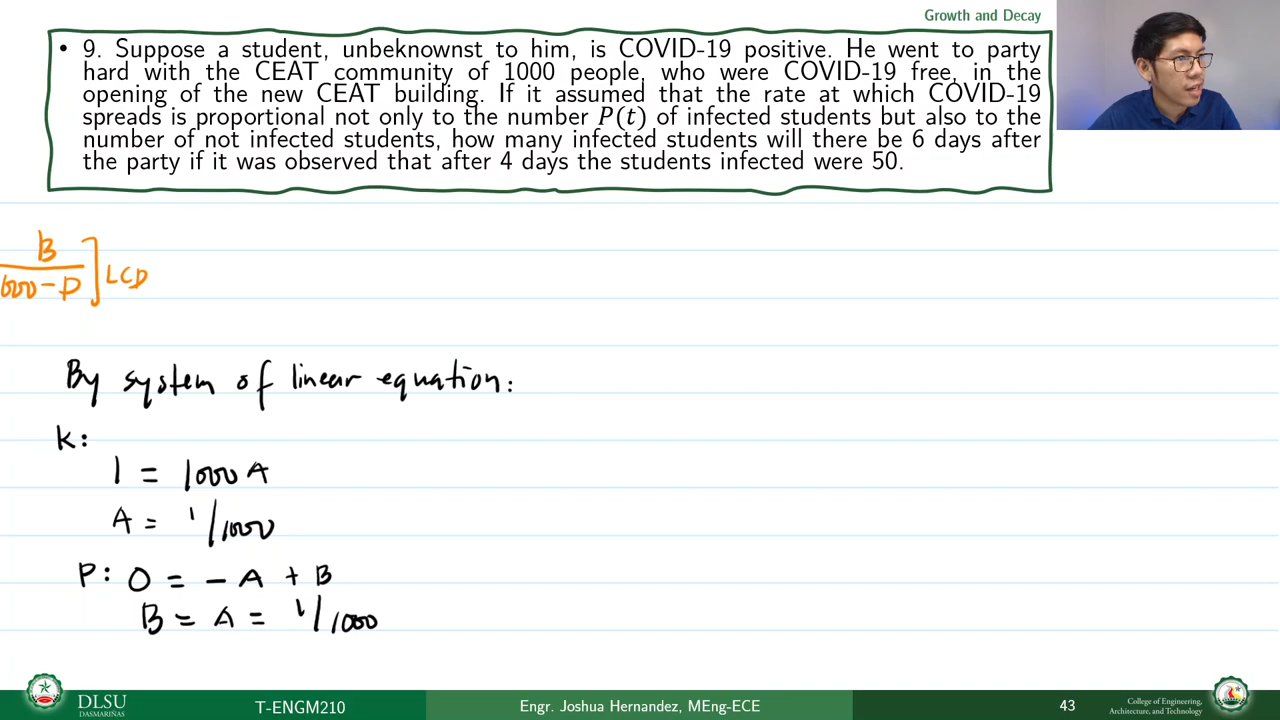 Growth and Decay
• 9. Suppose a student, unbeknownst to him, is COVID-19 positive. He went to party
hard with the CEAT community of 1000 people, who were COVID-19 free, in the
opening of the new CEAT building. If it assumed that the rate at which COVID-19
spreads is proportional not only to the number P(t) of infected students but also to the
number of not infected students, how many infected students will there be 6 days after
the party if it was observed that after 4 days the students infected were 50.
B
1000 - P ] LCD
By system of linear equation:
K:
1 = 1000 A
A = 1/1000
P: 0 = - A + B
B = A = 1/1000
DLSU
DASMARIÑAS
T-ENGM210
Engr. Joshua Hernandez, MEng-ECE
43
College of Engineering,
Architecture, and Technology